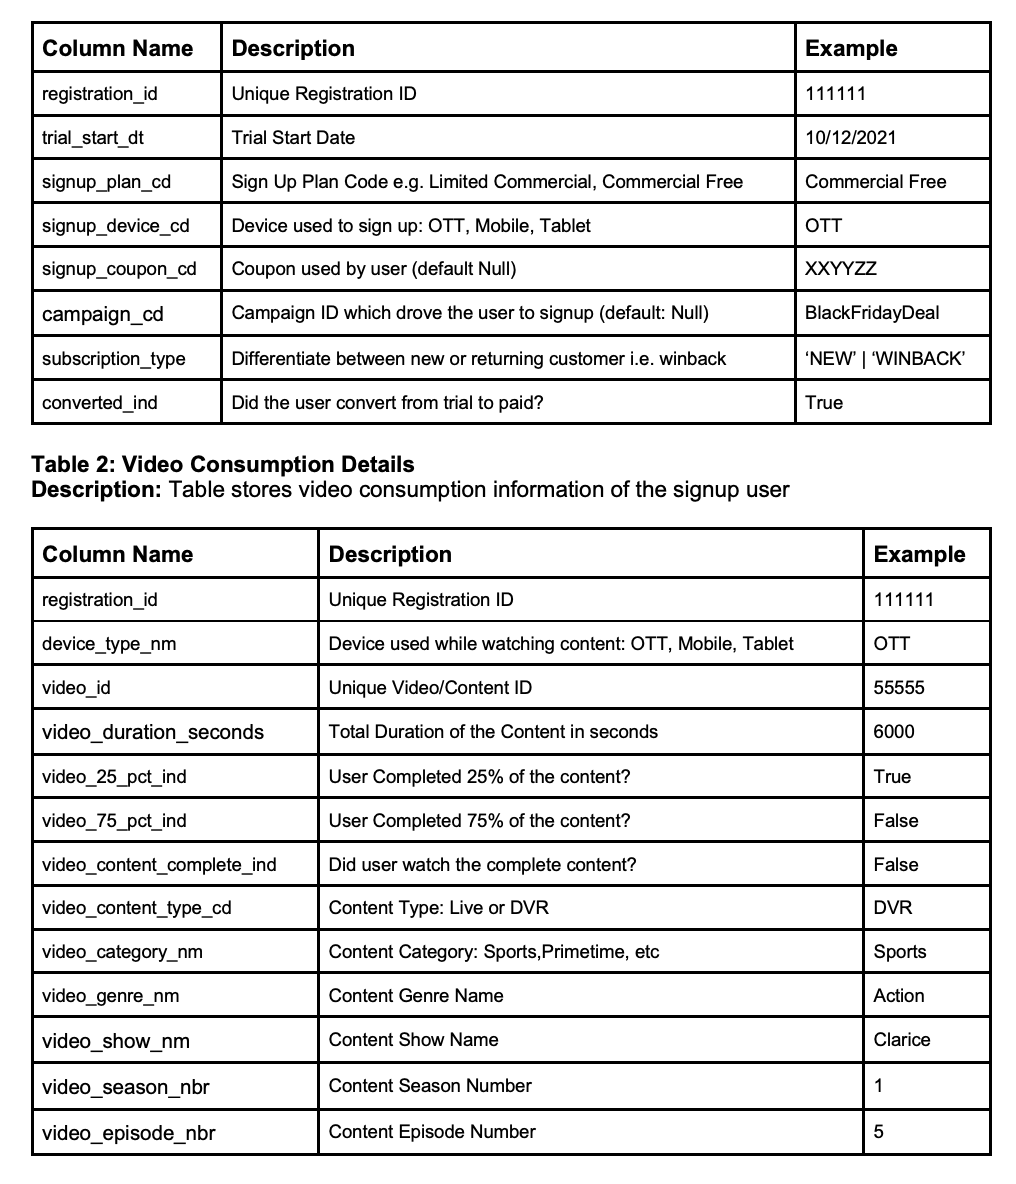 Column Name Description Example
registration_id Unique Registration ID 111111
trial_start_dt Trial Start Date 10/12/2021
signup_plan_cd Sign Up Plan Code e.g. Limited Commercial, Commercial Free Commercial Free
signup_device_cd Device used to sign up: OTT, Mobile, Tablet OTT
signup_coupon_cd Coupon used by user (default Null) XXYYZZ
campaign_cd Campaign ID which drove the user to signup (default: Null) BlackFridayDeal
subscription_type Differentiate between new or returning customer i.e. winback ‘NEW’ | ‘WINBACK’
converted_ind Did the user convert from trial to paid? True
Table 2: Video Consumption Details
Description: Table stores video consumption information of the signup user
Column Name Description Example
registration_id Unique Registration ID 111111
device_type_nm Device used while watching content: OTT, Mobile, Tablet OTT
video_id Unique Video/Content ID 55555
video_duration_seconds Total Duration of the Content in seconds 6000
video_25_pct_ind User Completed 25% of the content? True
video_75_pct_ind User Completed 75% of the content? False
video_content_complete_ind Did user watch the complete content? False
video_content_type_cd Content Type: Live or DVR DVR
video_category_nm Content Category: Sports,Primetime, etc Sports
video_genre_nm Content Genre Name Action
video_show_nm Content Show Name Clarice
video_season_nbr Content Season Number 1
video_episode_nbr Content Episode Number 5